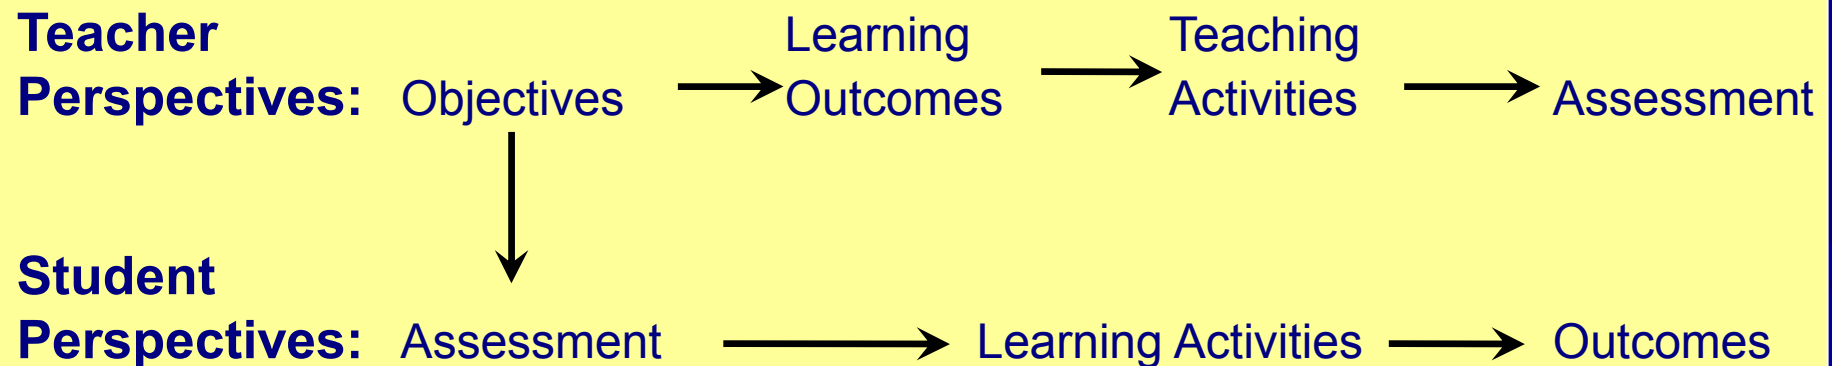 Teacher Learning Teaching
Perspectives: Objectives Outcomes Activities Assessment
Student
Perspectives: Assessment Learning Activities Outcomes